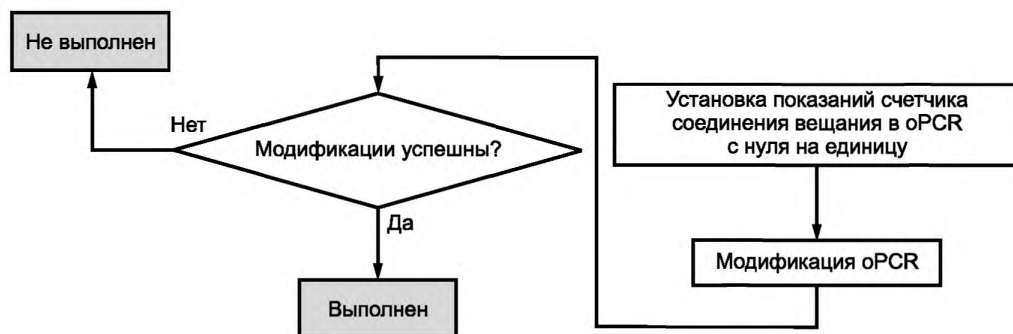 Не выполнен
Нет
Модификации успешны?
Да
Выполнен
Установка показаний счетчика
соединения вещания в oPCR
с нуля на единицу
Модификация oPCR